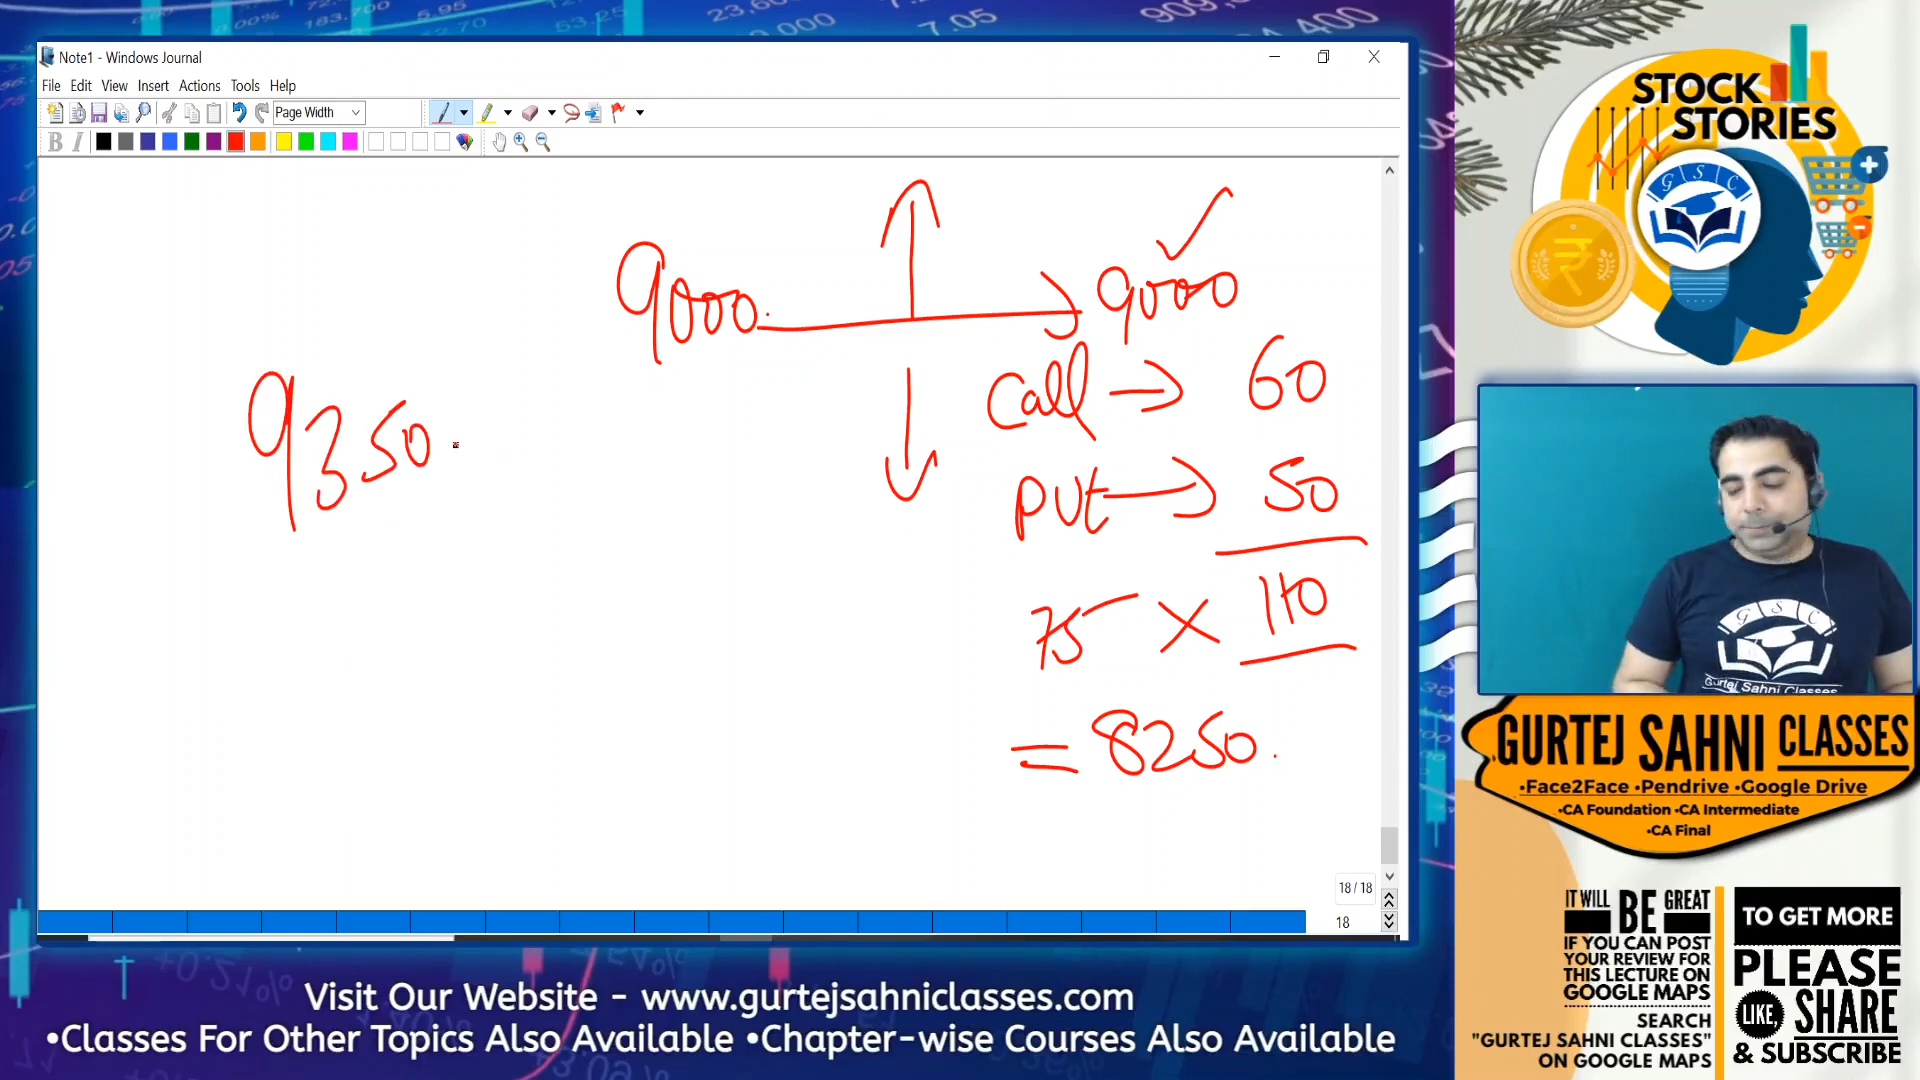 Note1 - Windows Journal
File Edit View Insert Actions Tools Help
Page Width
B I
9000. 9000
Call → 60
9350.
put → 50
75 × 110
= 8250.
18 / 18
18
STOCK
STORIES
G S C
G S C
Gurtej Sahni Classes
GURTEJ SAHNI CLASSES
•Face2Face •Pendrive •Google Drive
•CA Foundation •CA Intermediate
•CA Final
IT WILL BE GREAT
IF YOU CAN POST
YOUR REVIEW FOR
THIS LECTURE ON
GOOGLE MAPS
SEARCH
"GURTEJ SAHNI CLASSES"
ON GOOGLE MAPS
TO GET MORE
PLEASE
LIKE, SHARE
& SUBSCRIBE
Visit Our Website - www.gurtejsahniclasses.com
•Classes For Other Topics Also Available •Chapter-wise Courses Also Available